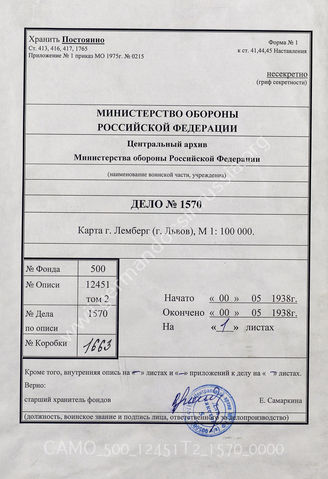 Хранить Постоянно
Форма № 1
Ст. 413, 416, 417, 1765
к ст. 41,44,45 Наставления
Приложение № 1 приказ МО 1975г. № 0215
несекретно
(гриф секретности)
МИНИСТЕРСТВО ОБОРОНЫ
РОССИЙСКОЙ ФЕДЕРАЦИИ
Центральный архив
Министерства обороны Российской Федерации
(наименование воинской части, учреждения)
ДЕЛО № 1570
Карта г. Лемберг (г. Львов), М 1: 100 000.
№ Фонда 500
№ Описи 12451
том 2
№ Дела 1570
по описи
№ Коробки 1663
Начато « 00 » 05 1938г.
Окончено « 00 » 05 1938г.
На « 1 » листах
Кроме того, внутренняя опись на «-» листах и «-» приложений к делу на «-» листах.
Верно:
старший хранитель фондов
Е. Самаркина
(должность, воинское звание и подпись лица, ответственного за делопроизводство)
CAMO_500_12451T2_1570_0000